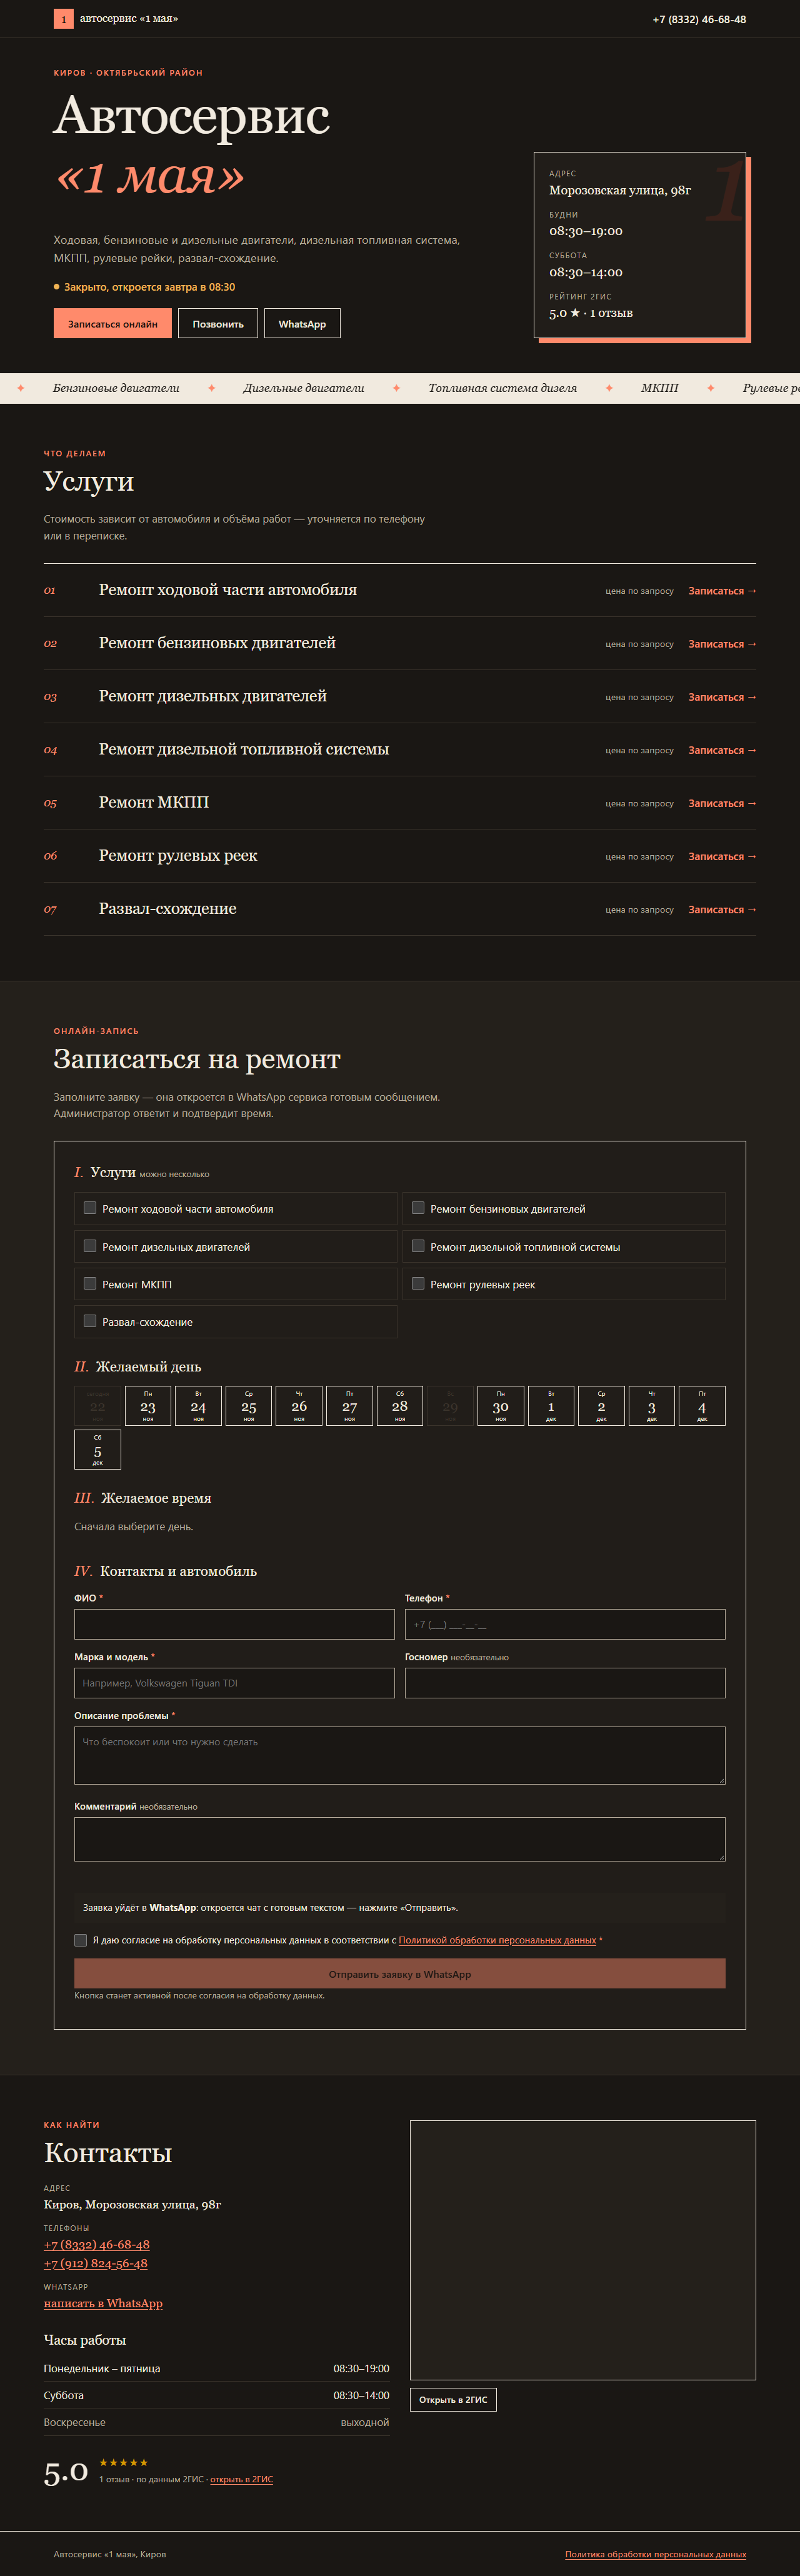 1 автосервис «1 мая»
+7 (8332) 46-68-48
КИРОВ · ОКТЯБРЬСКИЙ РАЙОН
Автосервис
«1 мая»
Ходовая, бензиновые и дизельные двигатели, дизельная топливная система,
МКПП, рулевые рейки, развал-схождение.
Закрыто, откроется завтра в 08:30
Записаться онлайн
Позвонить
WhatsApp
1
АДРЕС
Морозовская улица, 98г
БУДНИ
08:30–19:00
СУББОТА
08:30–14:00
РЕЙТИНГ 2ГИС
5.0 ★ · 1 отзыв
✦ Бензиновые двигатели ✦ Дизельные двигатели ✦ Топливная система дизеля ✦ МКПП ✦ Рулевые
ЧТО ДЕЛАЕМ
Услуги
Стоимость зависит от автомобиля и объёма работ — уточняется по телефону
или в переписке.
01 Ремонт ходовой части автомобиля цена по запросу Записаться →
02 Ремонт бензиновых двигателей цена по запросу Записаться →
03 Ремонт дизельных двигателей цена по запросу Записаться →
04 Ремонт дизельной топливной системы цена по запросу Записаться →
05 Ремонт МКПП цена по запросу Записаться →
06 Ремонт рулевых реек цена по запросу Записаться →
07 Развал-схождение цена по запросу Записаться →
ОНЛАЙН-ЗАПИСЬ
Записаться на ремонт
Заполните заявку — она откроется в WhatsApp сервиса готовым сообщением.
Администратор ответит и подтвердит время.
I. Услуги можно несколько
Ремонт ходовой части автомобиля
Ремонт бензиновых двигателей
Ремонт дизельных двигателей
Ремонт дизельной топливной системы
Ремонт МКПП
Ремонт рулевых реек
Развал-схождение
II. Желаемый день
22
Пн 23 ноя
Вт 24 ноя
Ср 25 ноя
Чт 26 ноя
Пт 27 ноя
Сб 28 ноя
29
Пн 30 ноя
Вт 1 дек
Ср 2 дек
Чт 3 дек
Пт 4 дек
Сб 5 дек
III. Желаемое время
Сначала выберите день.
IV. Контакты и автомобиль
ФИО *
Телефон *
+7 (___) ___-__-__
Марка и модель *
Например, Volkswagen Tiguan TDI
Госномер необязательно
Описание проблемы *
Что беспокоит или что нужно сделать
Комментарий необязательно
Заявка уйдёт в WhatsApp: откроется чат с готовым текстом — нажмите «Отправить».
Я даю согласие на обработку персональных данных в соответствии с Политикой обработки персональных данных *
Отправить заявку в WhatsApp
Кнопка станет активной после согласия на обработку данных.
КАК НАЙТИ
Контакты
АДРЕС
Киров, Морозовская улица, 98г
ТЕЛЕФОНЫ
+7 (8332) 46-68-48
+7 (912) 824-56-48
WHATSAPP
написать в WhatsApp
Часы работы
Понедельник – пятница 08:30–19:00
Суббота 08:30–14:00
Воскресенье выходной
5.0 ★★★★★
1 отзыв · по данным 2ГИС · открыть в 2ГИС
Открыть в 2ГИС
Автосервис «1 мая», Киров
Политика обработки персональных данных